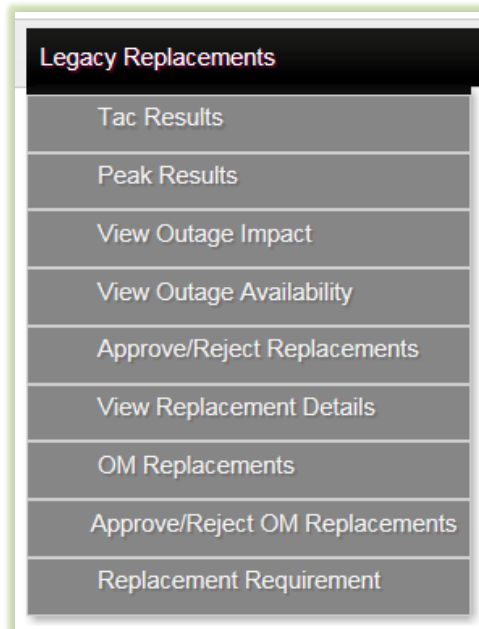 Legacy Replacements
Tac Results
Peak Results
View Outage Impact
View Outage Availability
Approve/Reject Replacements
View Replacement Details
OM Replacements
Approve/Reject OM Replacements
Replacement Requirement